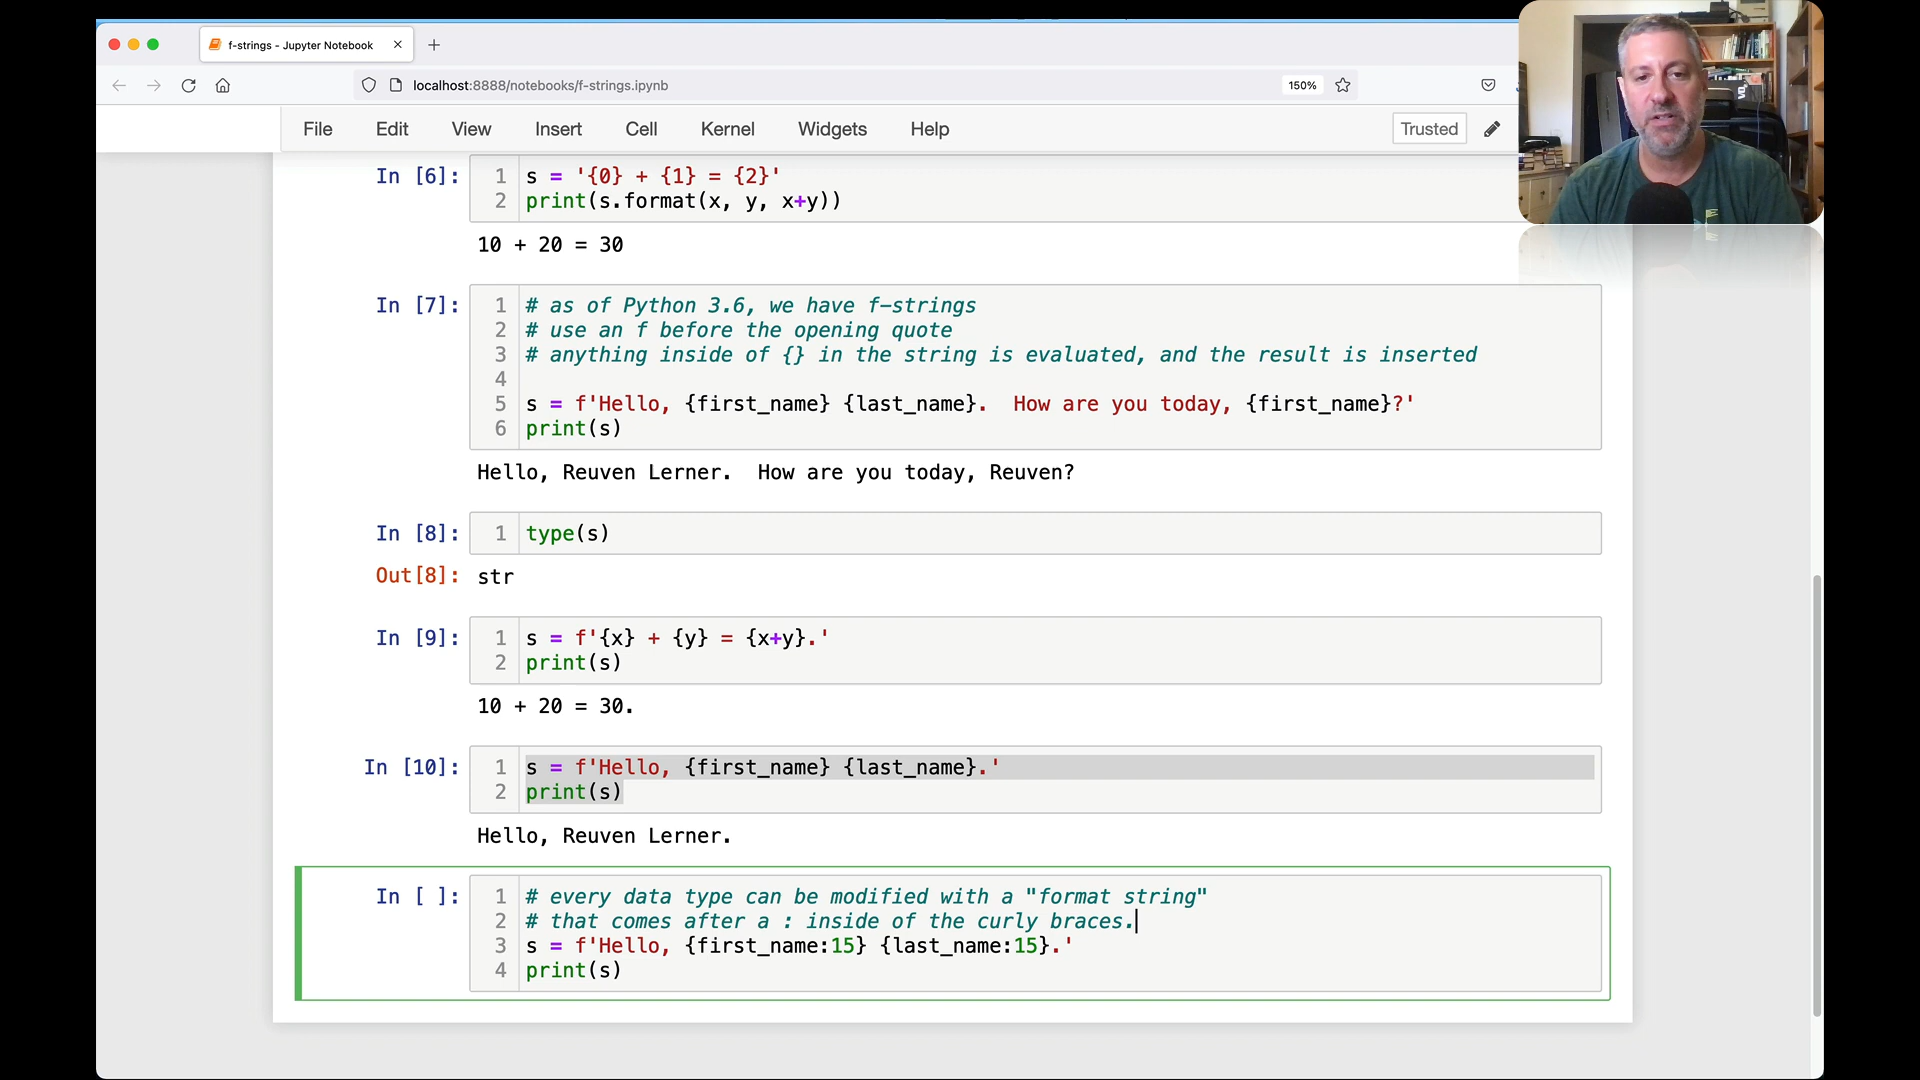 f-strings - Jupyter Notebook
localhost:8888/notebooks/f-strings.ipynb
150%
File Edit View Insert Cell Kernel Widgets Help
Trusted
In [6]:
1 s = '{0} + {1} = {2}'
2 print(s.format(x, y, x+y))
10 + 20 = 30
In [7]:
1 # as of Python 3.6, we have f-strings
2 # use an f before the opening quote
3 # anything inside of {} in the string is evaluated, and the result is inserted
4
5 s = f'Hello, {first_name} {last_name}.  How are you today, {first_name}?'
6 print(s)
Hello, Reuven Lerner.  How are you today, Reuven?
In [8]:
1 type(s)
Out[8]: str
In [9]:
1 s = f'{x} + {y} = {x+y}.'
2 print(s)
10 + 20 = 30.
In [10]:
1 s = f'Hello, {first_name} {last_name}.'
2 print(s)
Hello, Reuven Lerner.
In [ ]:
1 # every data type can be modified with a "format string"
2 # that comes after a : inside of the curly braces.
3 s = f'Hello, {first_name:15} {last_name:15}.'
4 print(s)